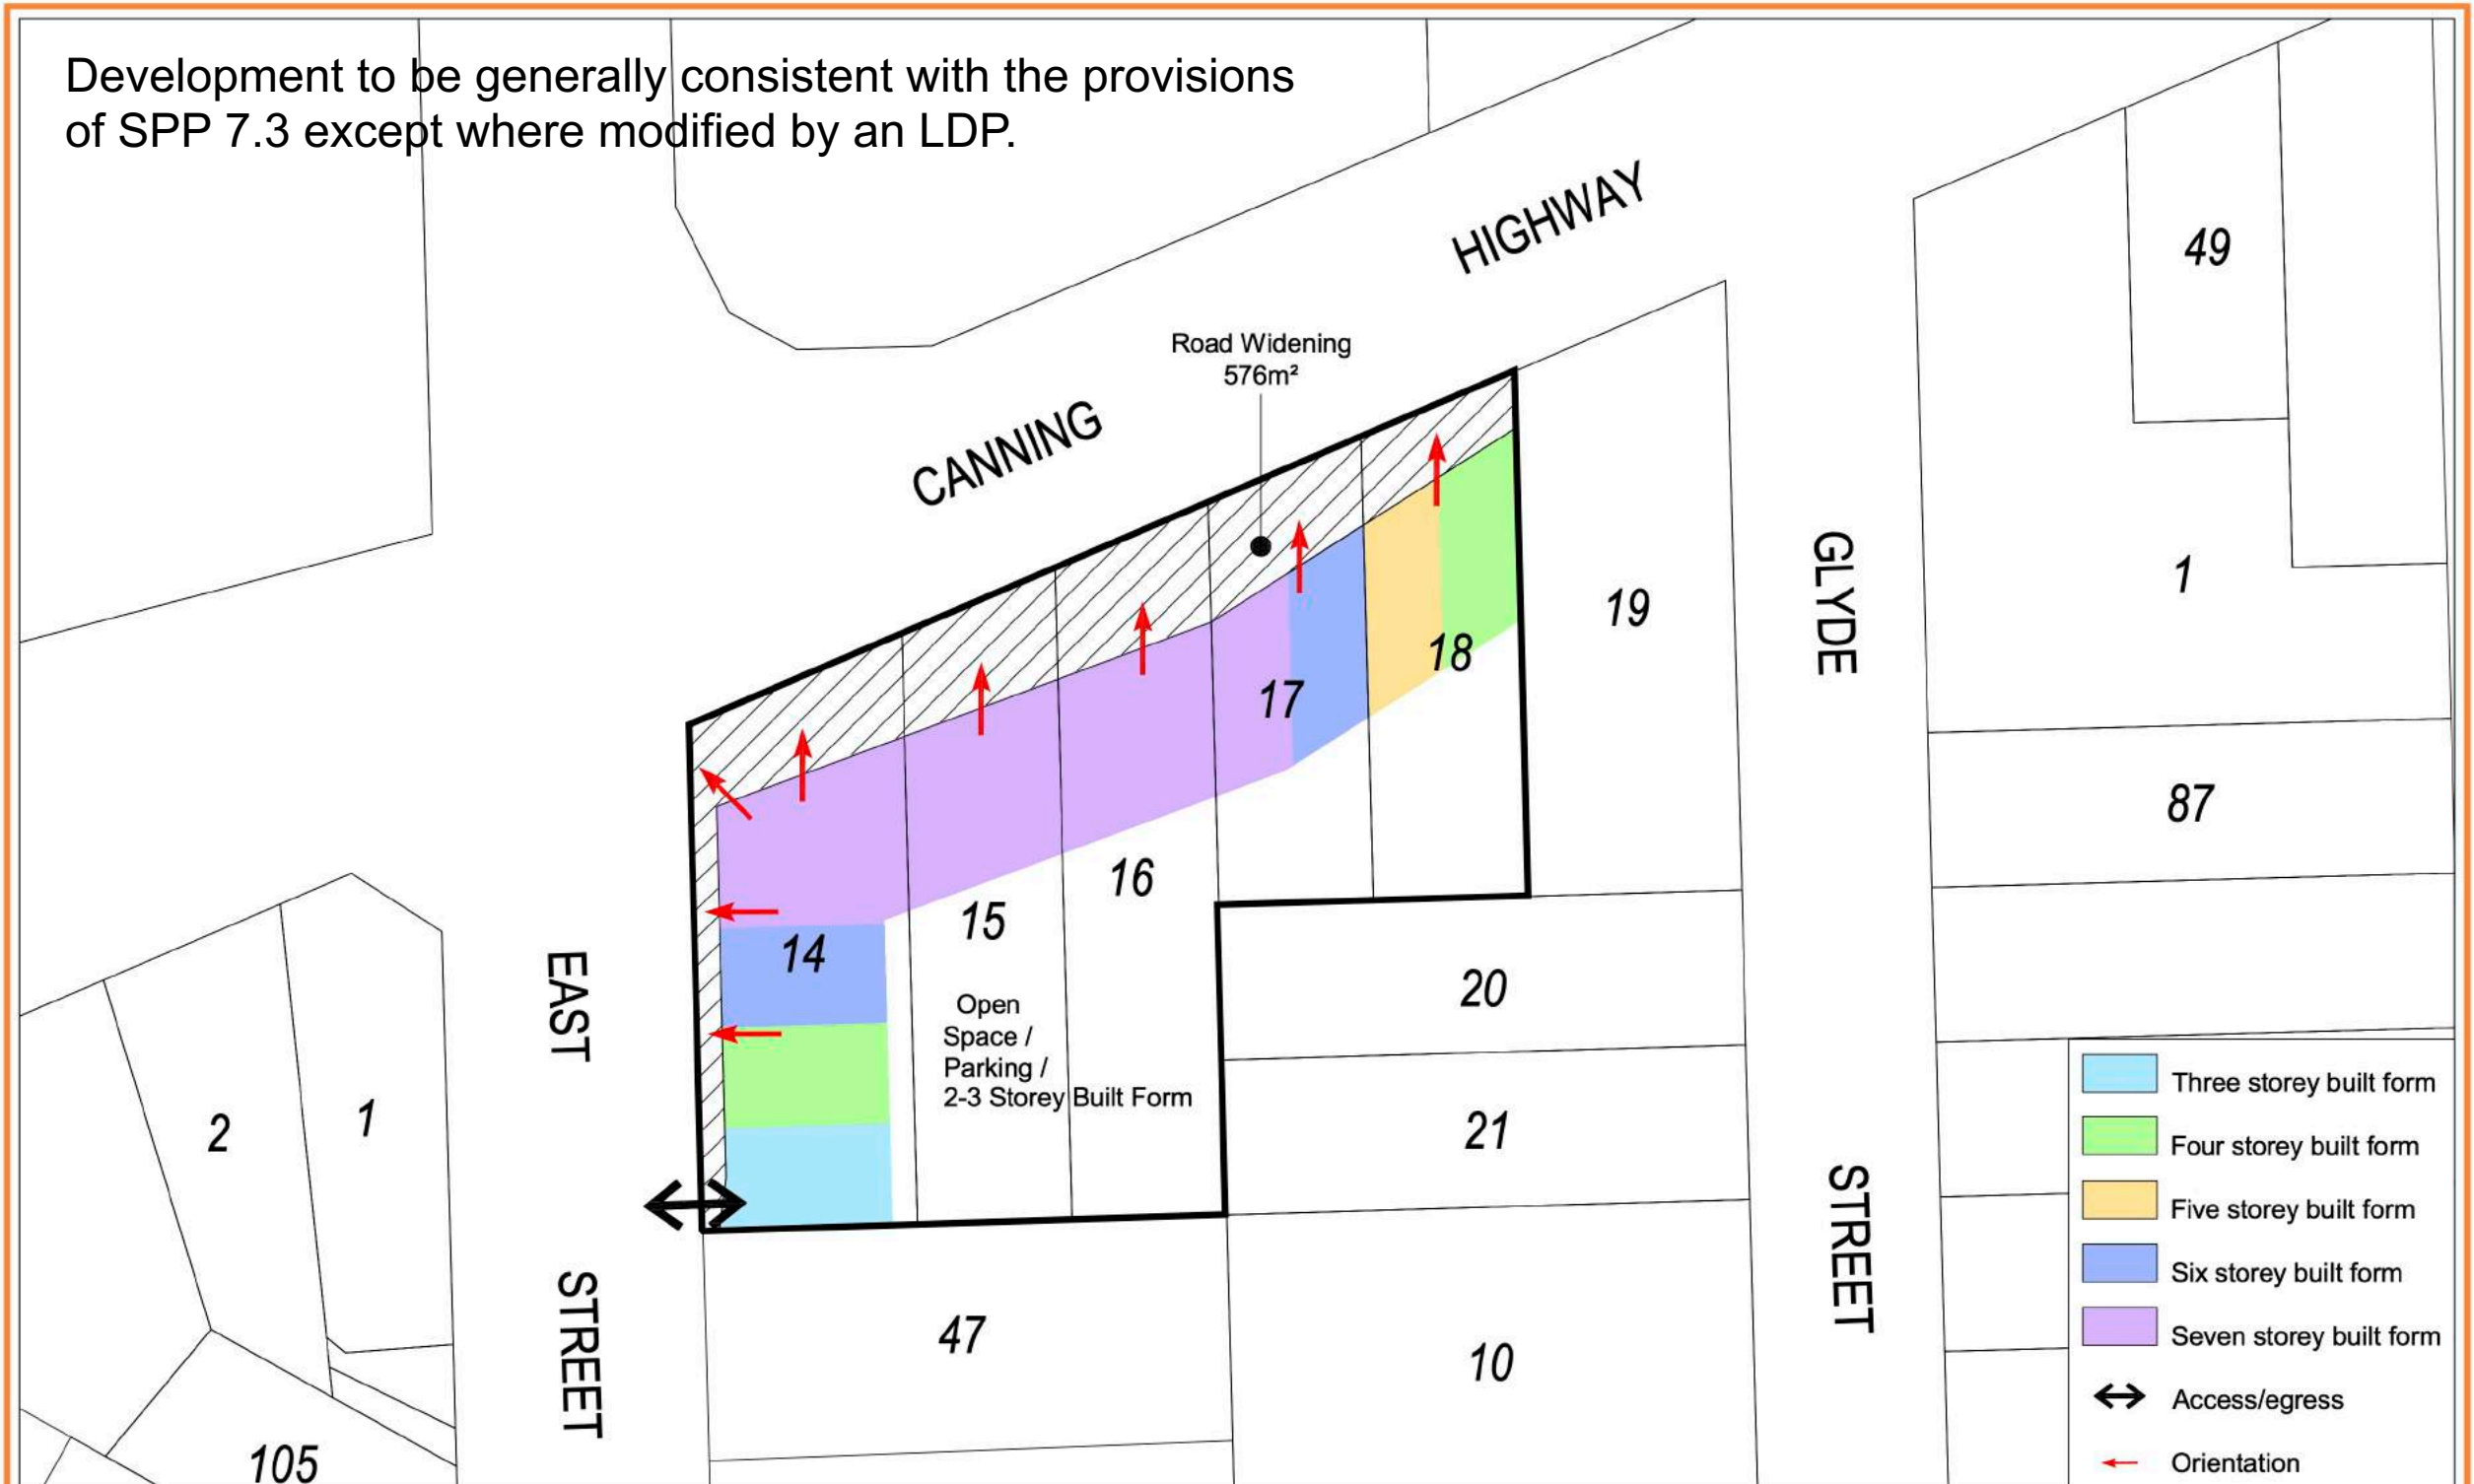 Development to be generally consistent with the provisions
of SPP 7.3 except where modified by an LDP.
HIGHWAY
49
Road Widening
576m²
CANNING
GLYDE
1
19
18
17
87
16
15
14
EAST
20
Open
Space /
Parking /
2-3 Storey Built Form
2
1
21
STREET
STREET
47
10
105
Three storey built form
Four storey built form
Five storey built form
Six storey built form
Seven storey built form
Access/egress
Orientation